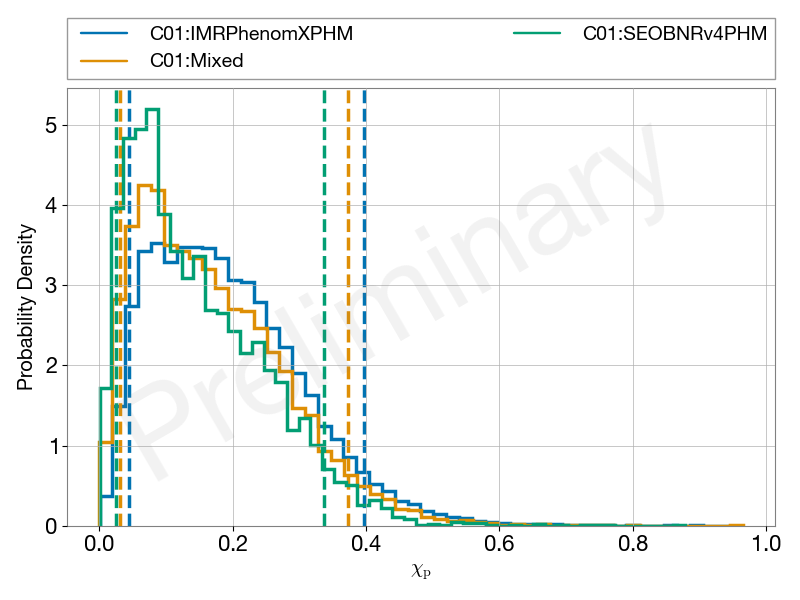 C01:IMRPhenomXPHM
C01:SEOBNRv4PHM
C01:Mixed
Preliminary
Probability Density
5
4
3
2
1
0
0.0 0.2 0.4 0.6 0.8 1.0
χp